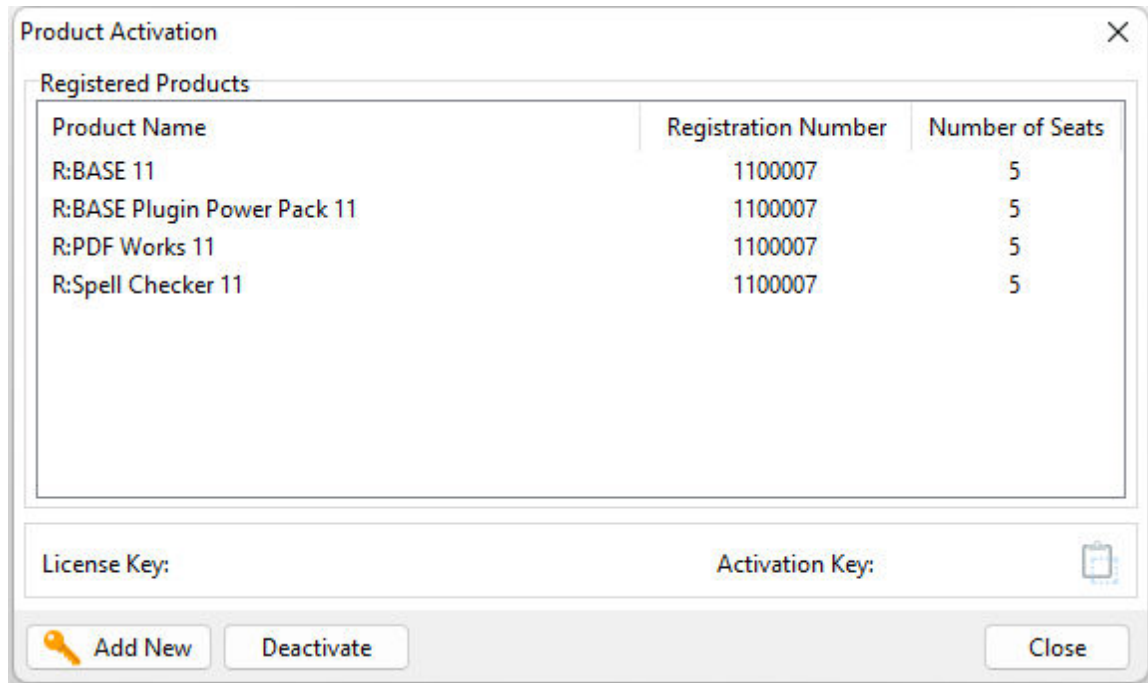 Product Activation
Registered Products
Product Name Registration Number Number of Seats
R:BASE 11 1100007 5
R:BASE Plugin Power Pack 11 1100007 5
R:PDF Works 11 1100007 5
R:Spell Checker 11 1100007 5
License Key: Activation Key:
Add New Deactivate Close